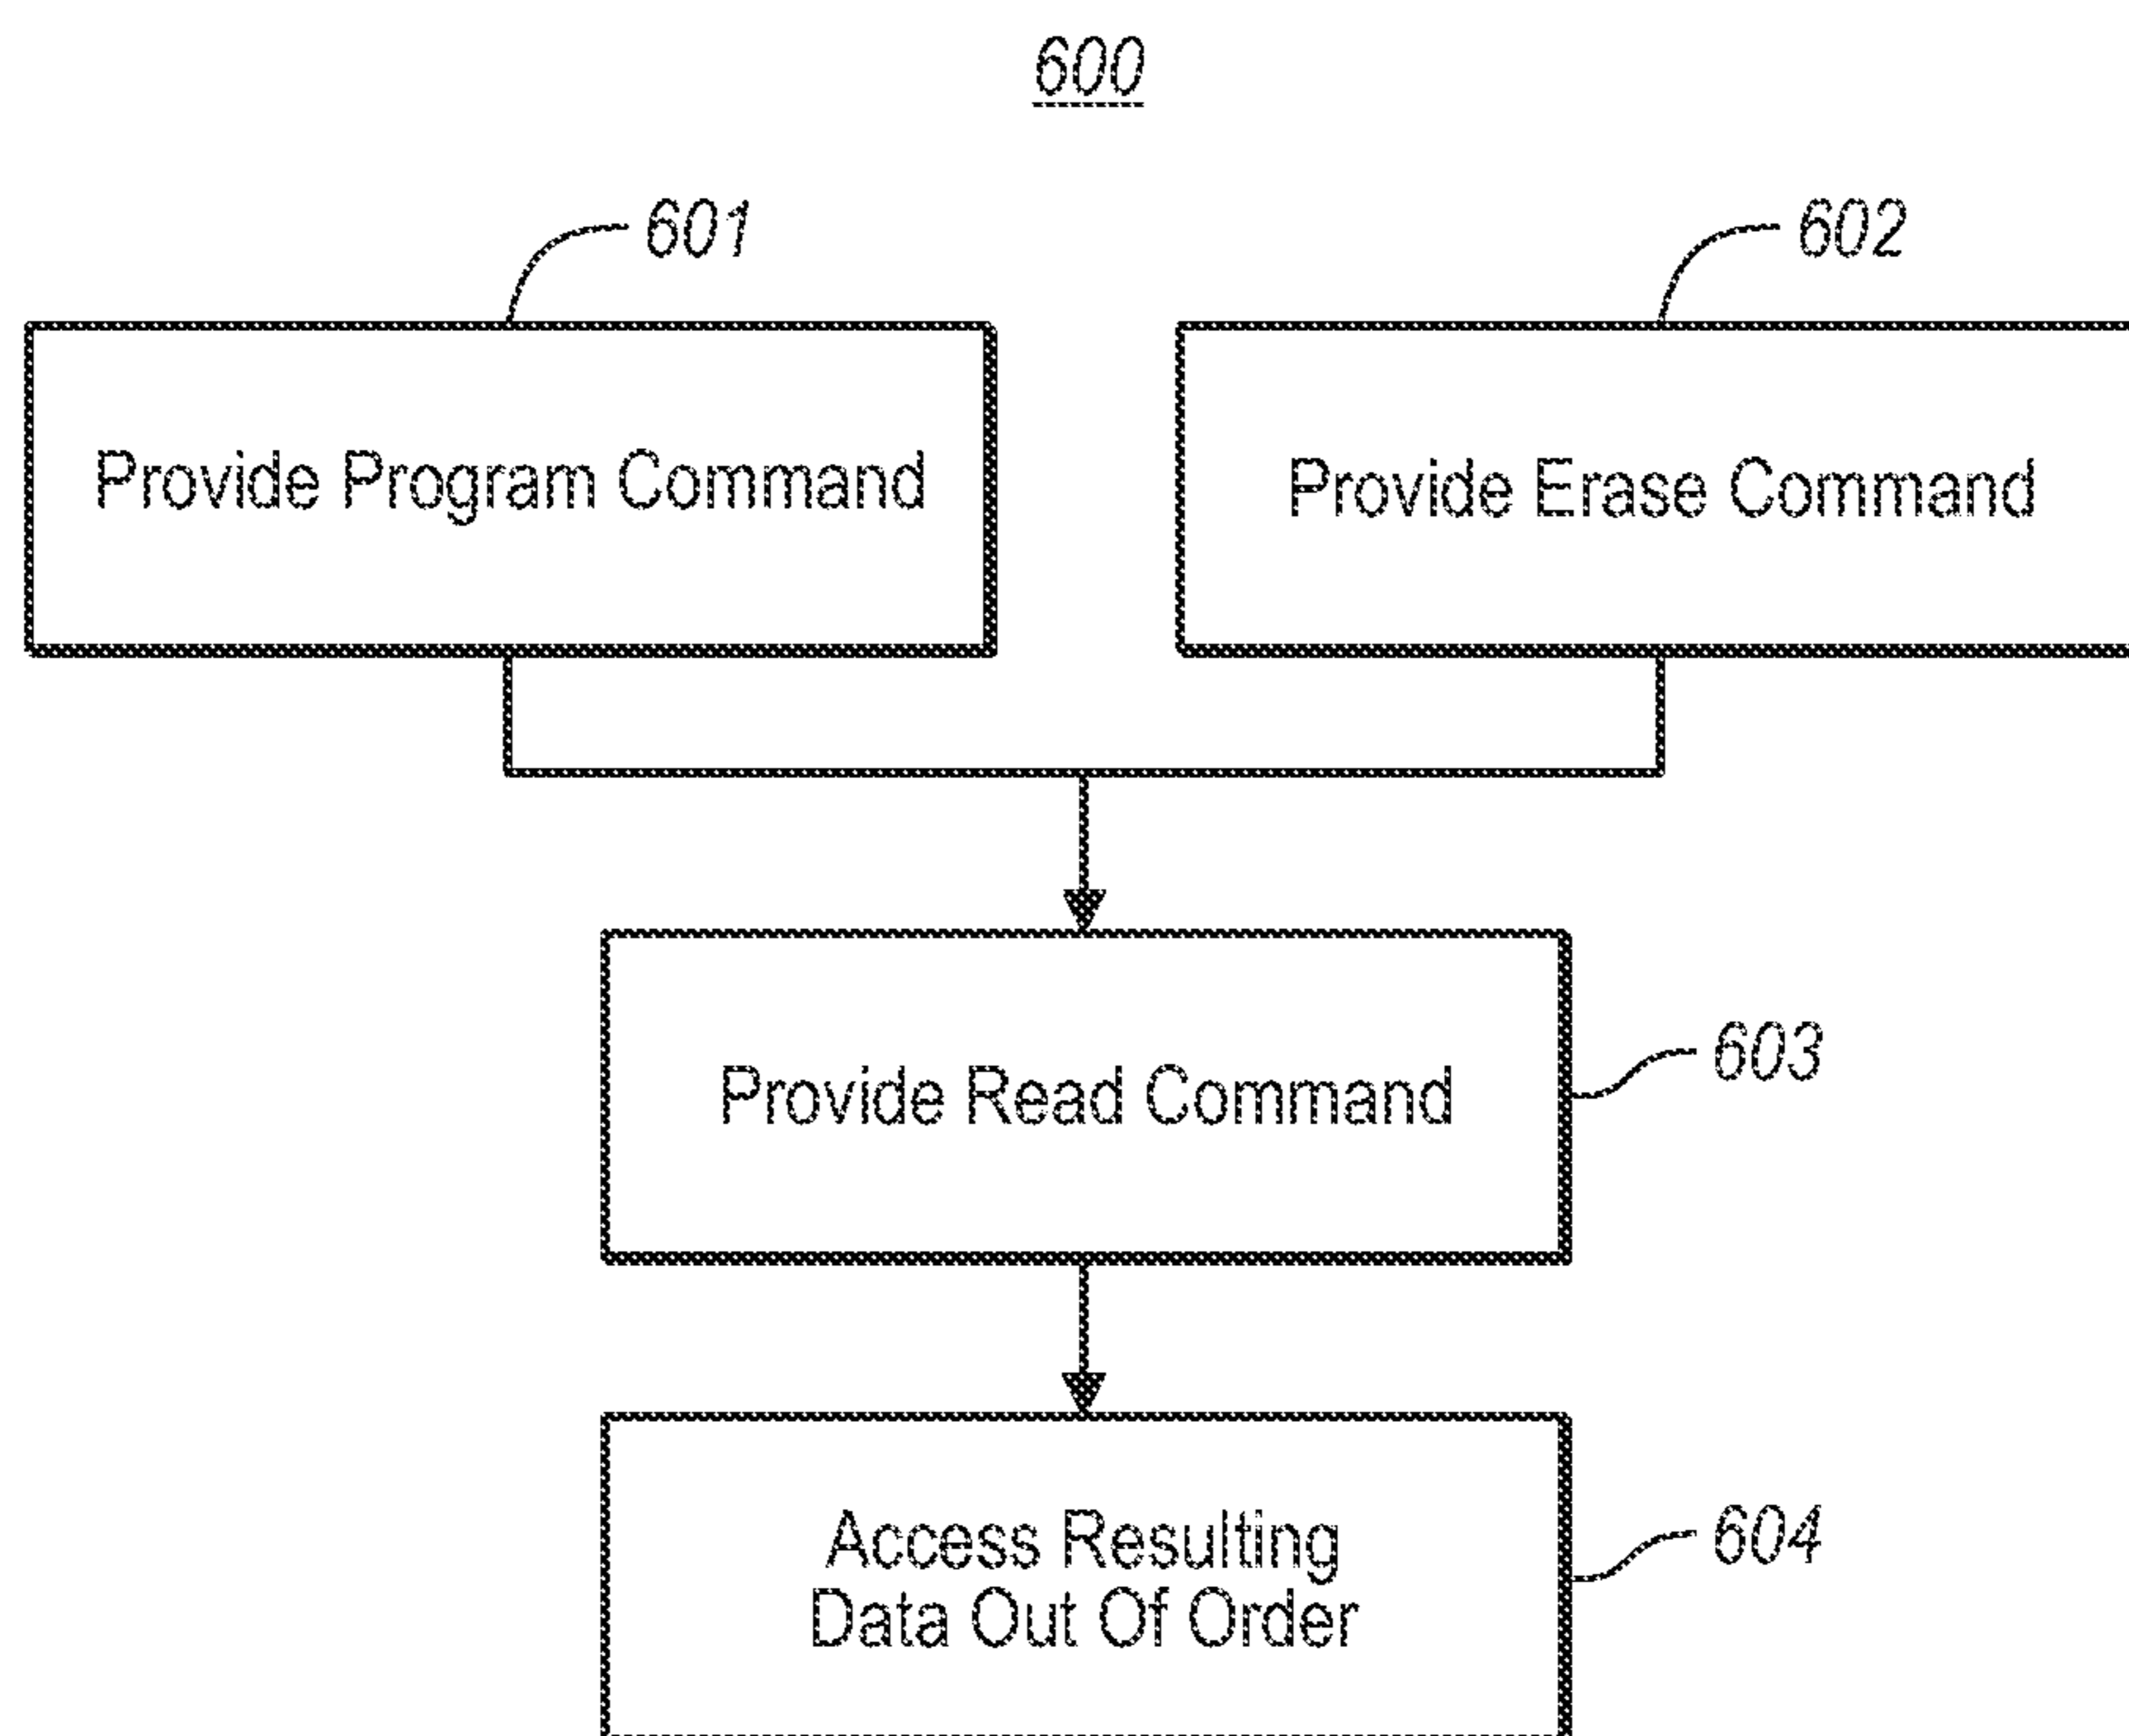 600
601
602
Provide Program Command
Provide Erase Command
Provide Read Command
603
Access Resulting
Data Out Of Order
604